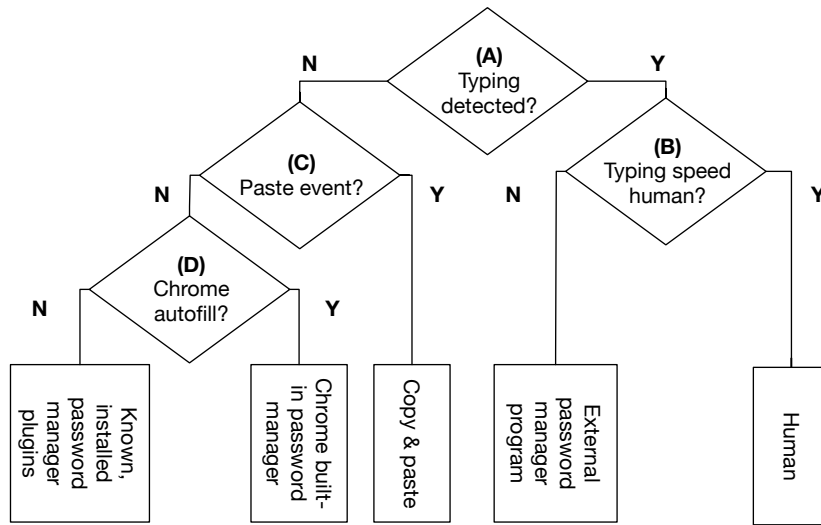 (A)
Typing
detected?
N
Y
(C)
Paste event?
N
Y
(B)
Typing speed
human?
N
Y
(D)
Chrome
autofill?
N
Y
Known,
installed
password
manager
plugins
Chrome built-
in password
manager
Copy & paste
External
password
manager
program
Human